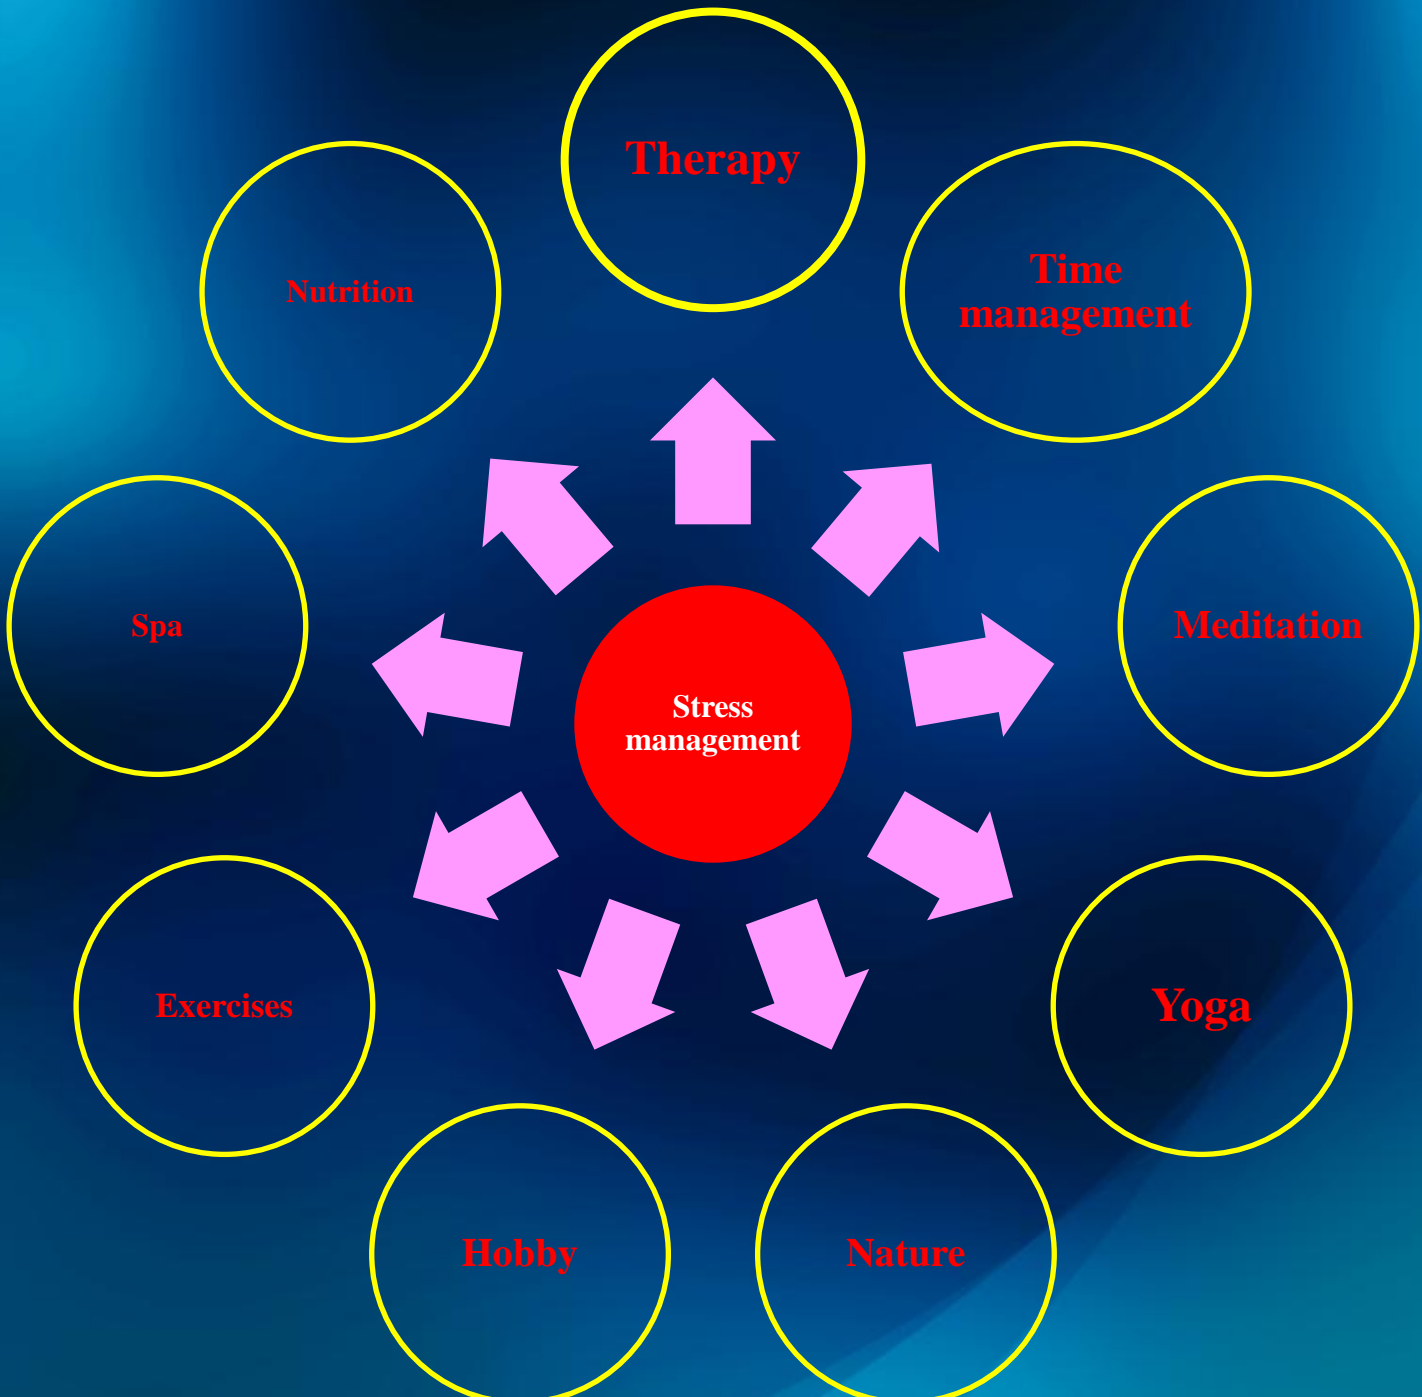 Therapy
Time
management
Nutrition
Spa
Meditation
Stress
management
Exercises
Yoga
Hobby
Nature